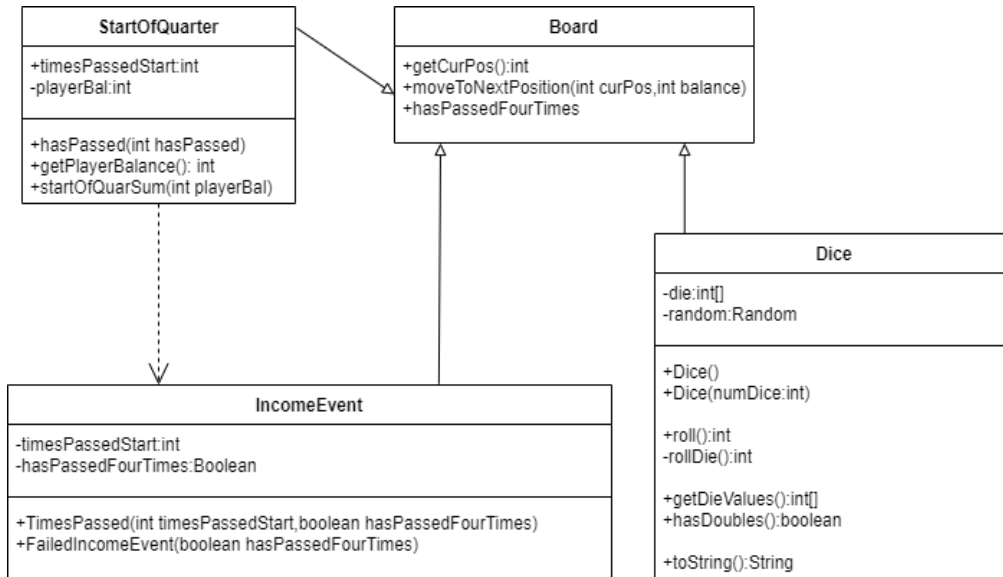 StartOfQuarter
+timesPassedStart:int
-playerBal:int
+hasPassed(int hasPassed)
+getPlayerBalance(): int
+startOfQuarSum(int playerBal)
Board
+getCurPos():int
+moveToNextPosition(int curPos,int balance)
+hasPassedFourTimes
IncomeEvent
-timesPassedStart:int
-hasPassedFourTimes:Boolean
+TimesPassed(int timesPassedStart,boolean hasPassedFourTimes)
+FailedIncomeEvent(boolean hasPassedFourTimes)
Dice
-die:int[]
-random:Random
+Dice()
+Dice(numDice:int)
+roll():int
-rollDie():int
+getDieValues():int[]
+hasDoubles():boolean
+toString():String